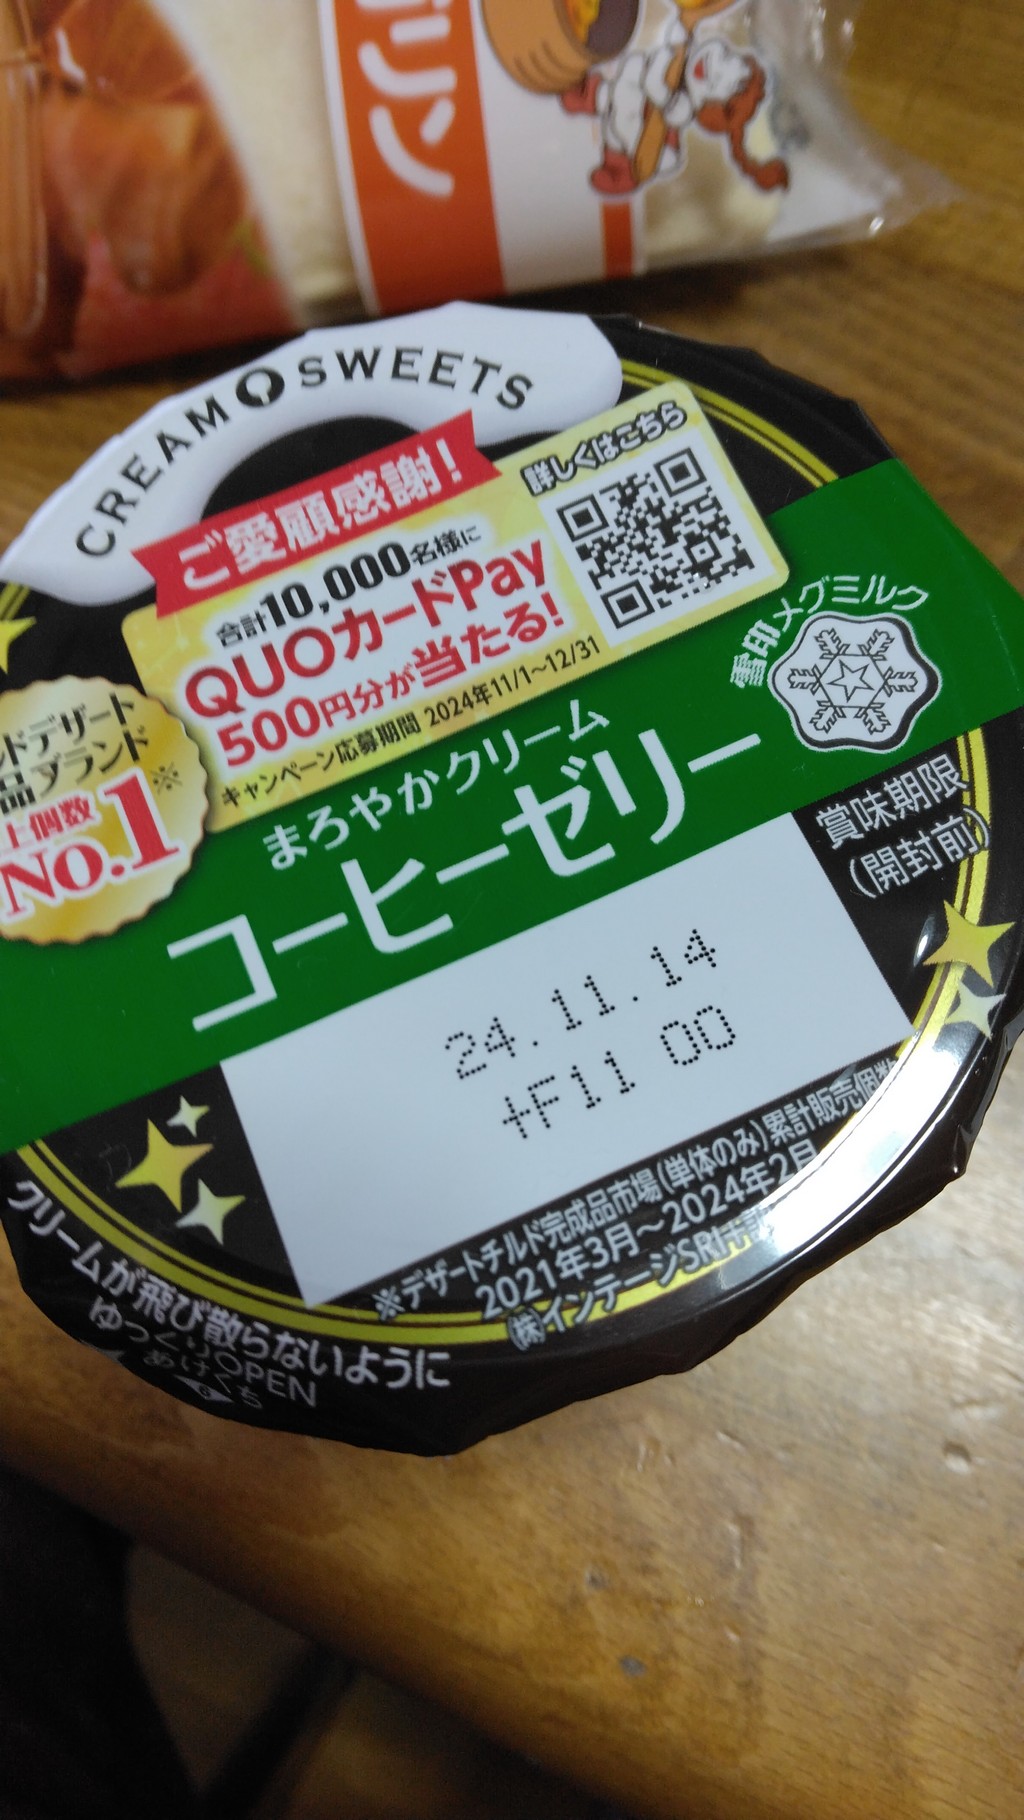 リン
CREAM SWEETS
ご愛顧感謝!
合計10,000名様に
QUOカードPay
500円分が当たる!
キャンペーン応募期間 2024年11/1~12/31
詳しくはこちら
雪印メグミルク
ンドデザート
品 ブランド
上個数
No.1※
まろやかクリーム
コーヒーゼリー
賞味期限
(開封前)
24.11.14
+F11 00
※デザートチルド完成品市場(単体のみ)累計販売個数
2021年3月~2024年2月
㈱インテージSRI+
クリームが飛び散らないように
ゆっくりOPEN
あけくち
6